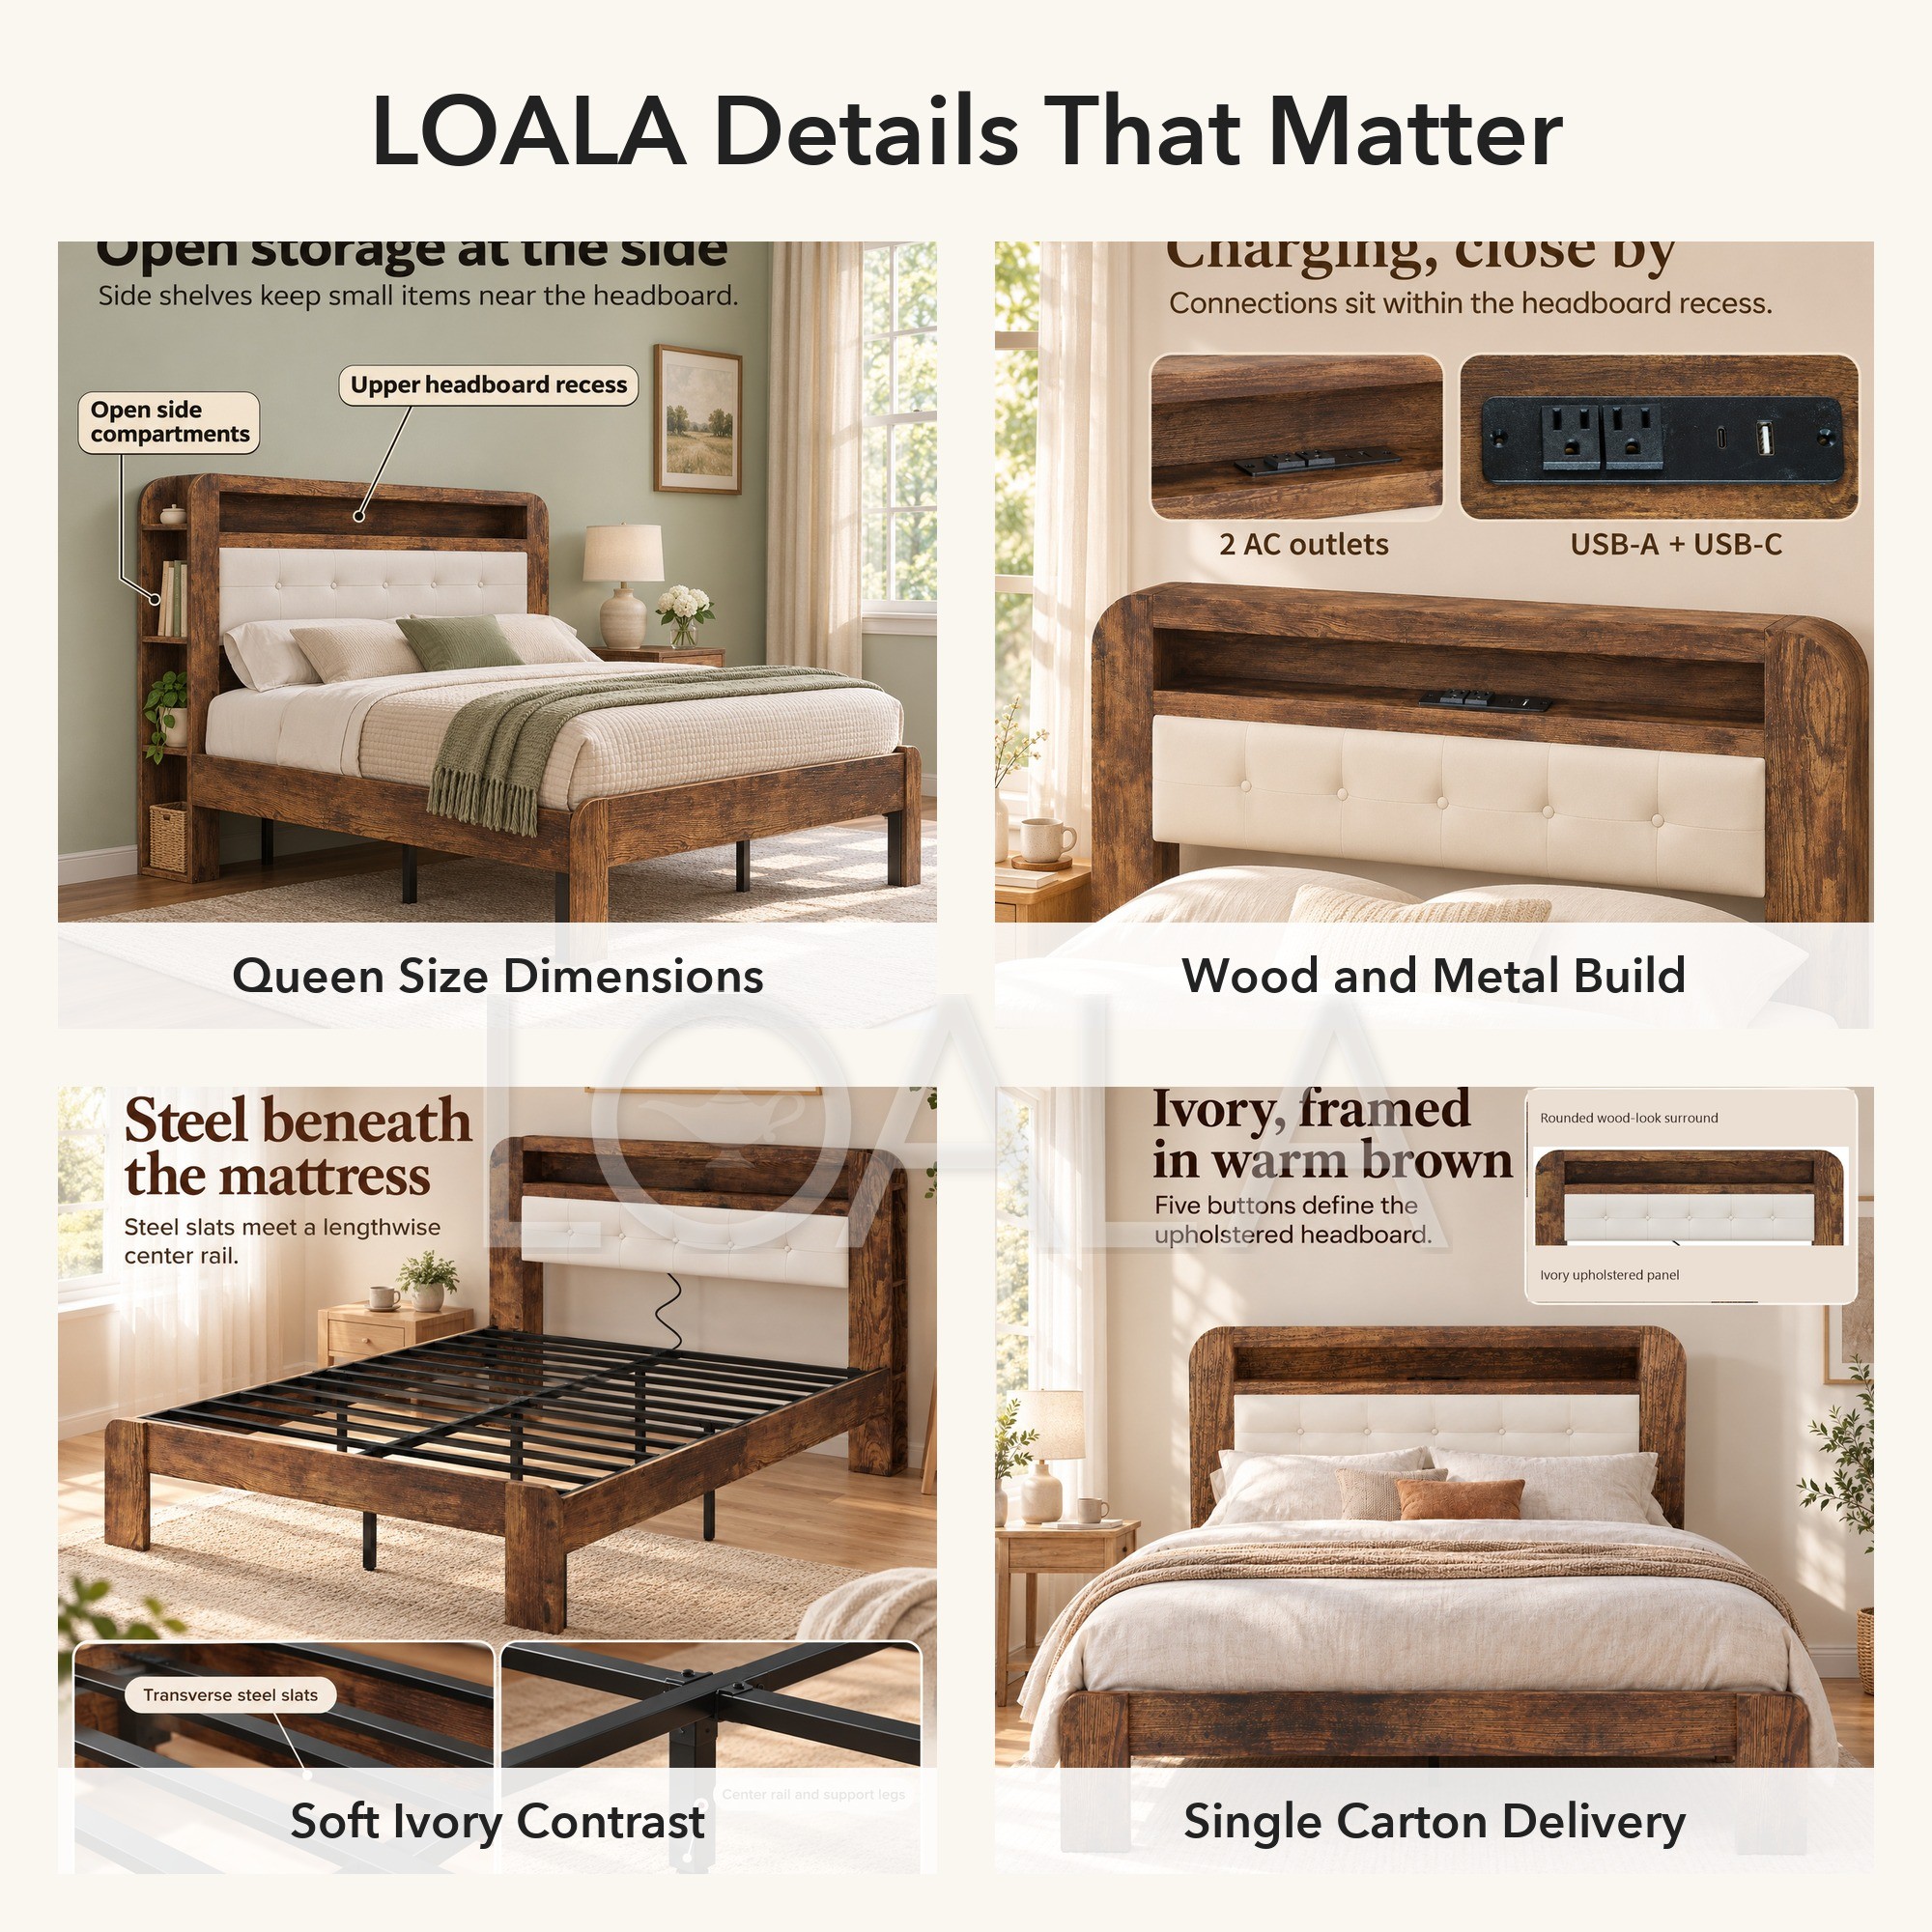 LOALA Details That Matter
Open storage at the side
Side shelves keep small items near the headboard.
Upper headboard recess
Open side
compartments
Queen Size Dimensions
Charging, close by
Connections sit within the headboard recess.
2 AC outlets
USB-A + USB-C
Wood and Metal Build
LOALA
Steel beneath
the mattress
Steel slats meet a lengthwise
center rail.
Transverse steel slats
Center rail and support legs
Soft Ivory Contrast
Ivory, framed
in warm brown
Five buttons define the
upholstered headboard.
Rounded wood-look surround
Ivory upholstered panel
Single Carton Delivery